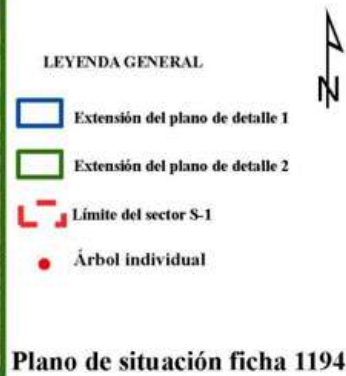 N
LEYENDA GENERAL
Extensión del plano de detalle 1
Extensión del plano de detalle 2
Límite del sector S-1
Árbol individual
Plano de situación ficha 1194